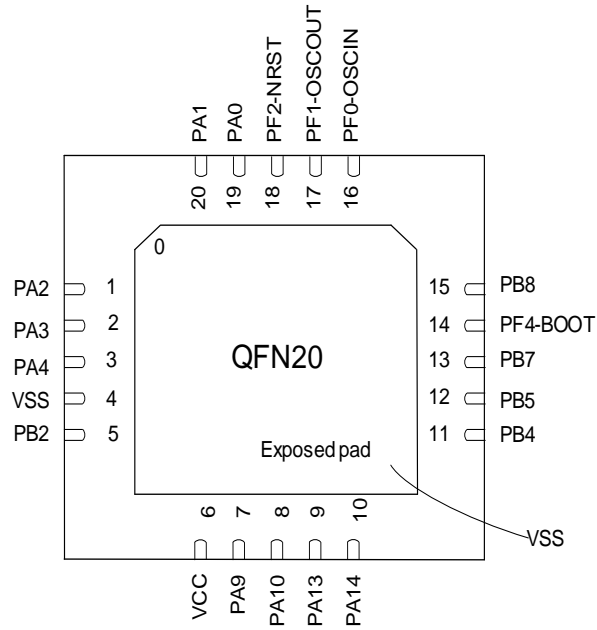 PA1
PA0
PF2-NRST
PF1-OSCOUT
PF0-OSCIN
20
19
18
17
16
0
PA2 1
PA3 2
PA4 3
VSS 4
PB2 5
15 PB8
14 PF4-BOOT
13 PB7
12 PB5
11 PB4
QFN20
Exposed pad
VSS
6
7
8
9
10
VCC
PA9
PA10
PA13
PA14